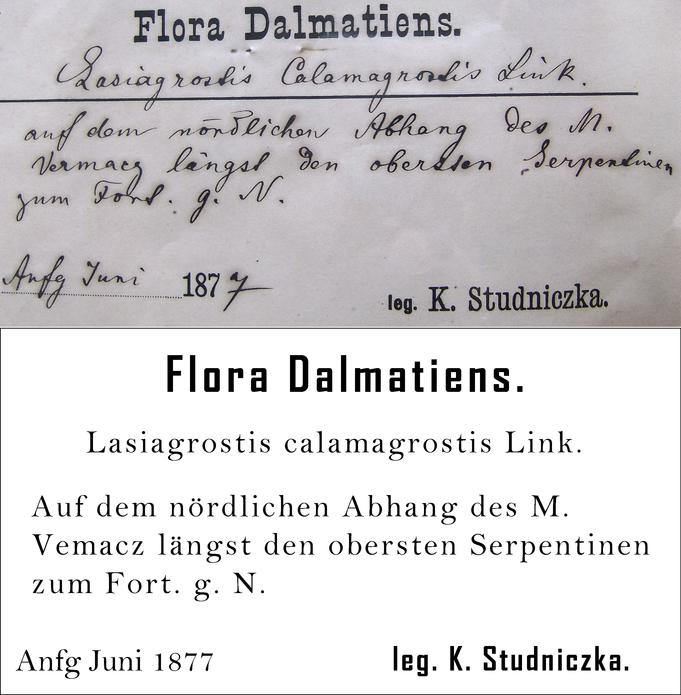 Flora Dalmatiens.
Lasiagrostis Calamagrostis Link.
auf dem nördlichen Abhang des M.
Vermacz längst den obersten Serpentinen
zum Fort. g. N.
Anfg Juni 1877
leg. K. Studniczka.
Flora Dalmatiens.
Lasiagrostis calamagrostis Link.
Auf dem nördlichen Abhang des M.
Vemacz längst den obersten Serpentinen
zum Fort. g. N.
Anfg Juni 1877
leg. K. Studniczka.